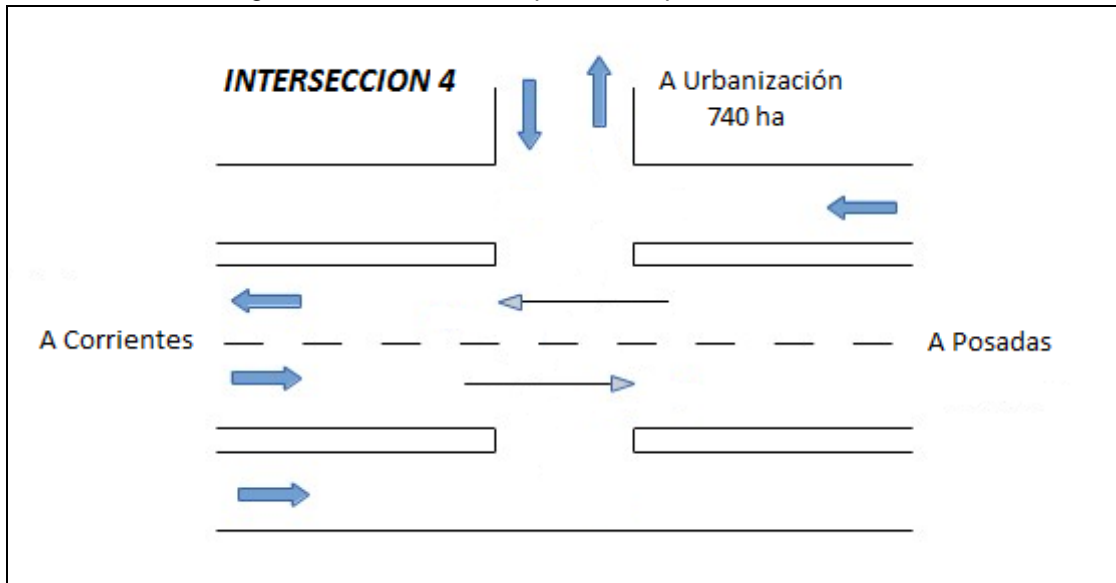 INTERSECCION 4
A Urbanización
740 ha
A Corrientes
A Posadas